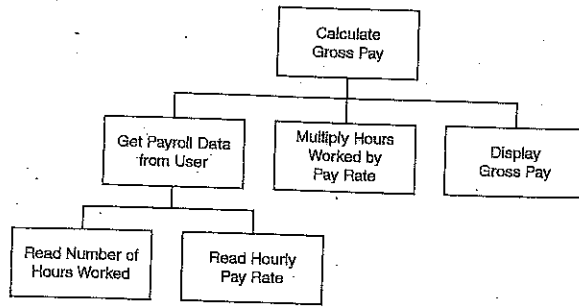 Calculate
Gross Pay
Get Payroll Data
from User
Multiply Hours
Worked by
Pay Rate
Display
Gross Pay
Read Number of
Hours Worked
Read Hourly
Pay Rate